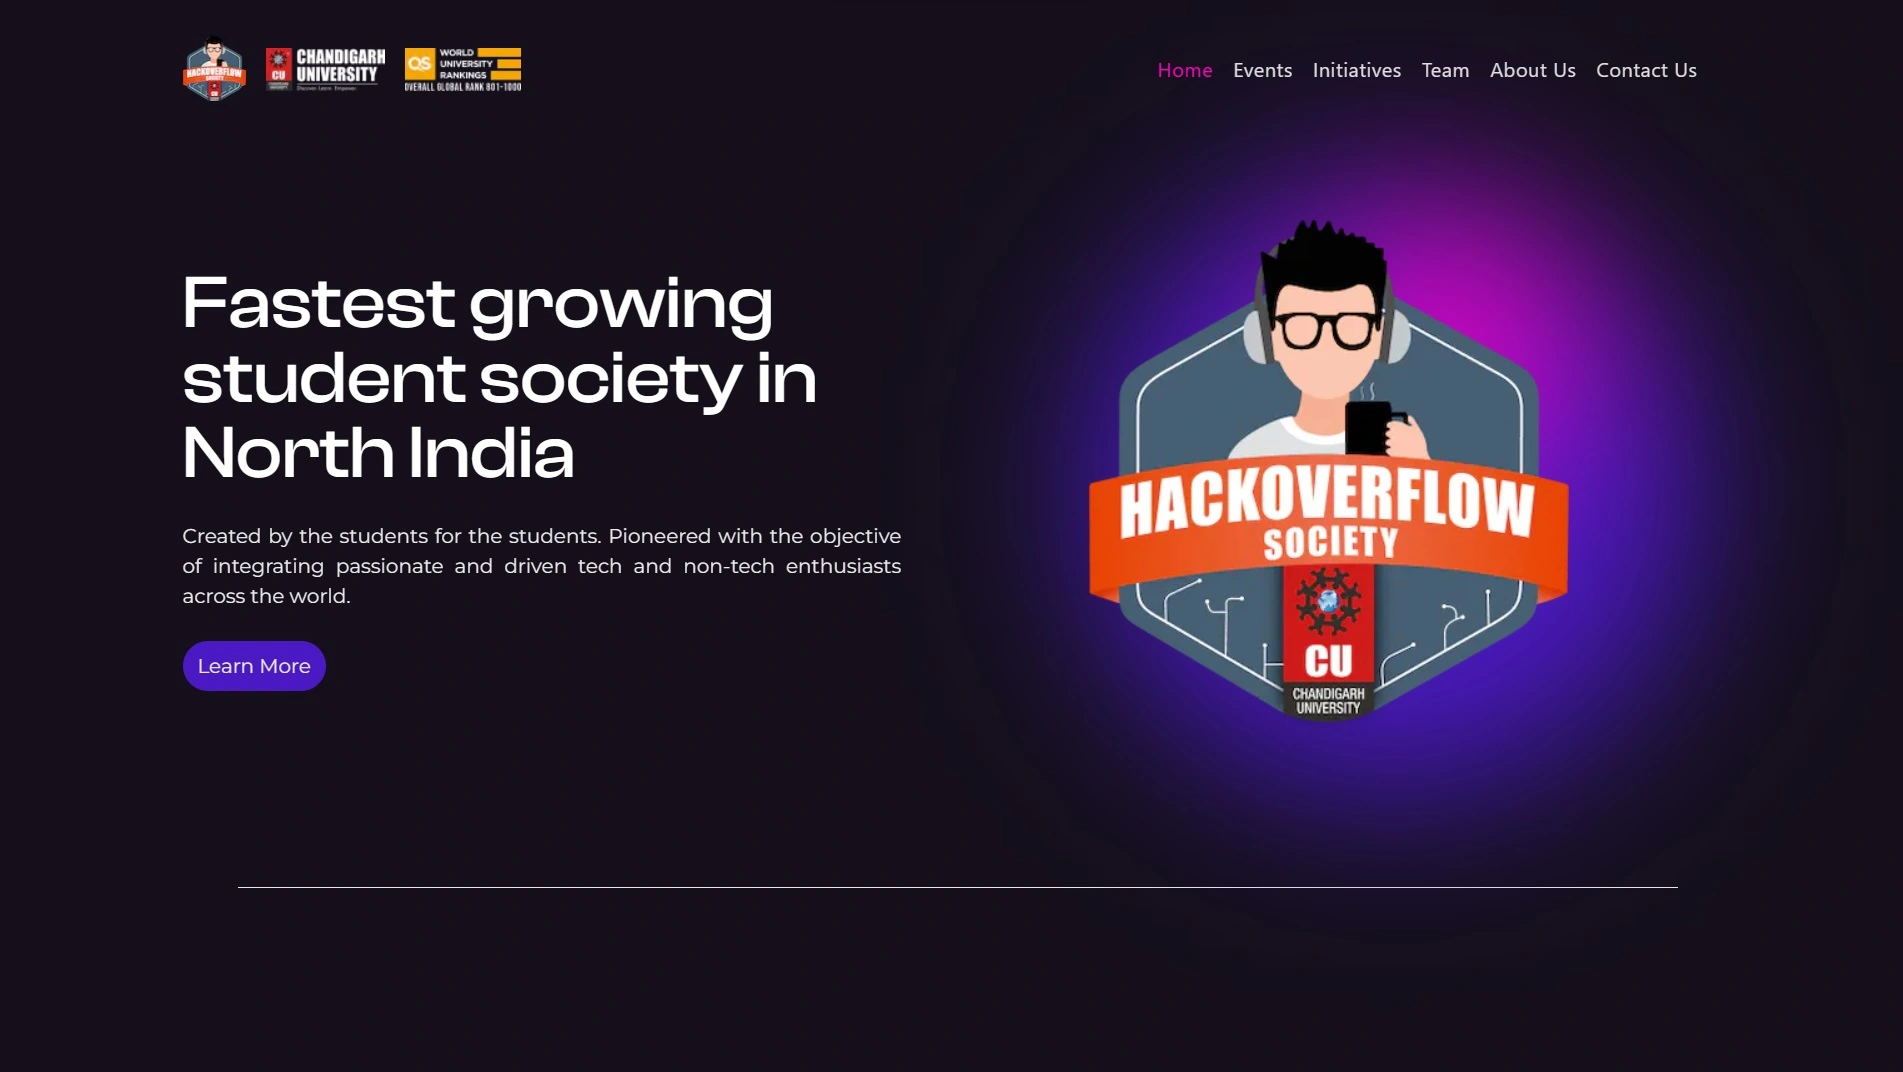 HACKOVERFLOW
SOCIETY
CU
CHANDIGARH
UNIVERSITY
Discover. Learn. Empower.
QS
WORLD
UNIVERSITY
RANKINGS
OVERALL GLOBAL RANK 801-1000
Home Events Initiatives Team About Us Contact Us
Fastest growing
student society in
North India
Created by the students for the students. Pioneered with the objective
of integrating passionate and driven tech and non-tech enthusiasts
across the world.
Learn More
HACKOVERFLOW
SOCIETY
CU
CHANDIGARH
UNIVERSITY